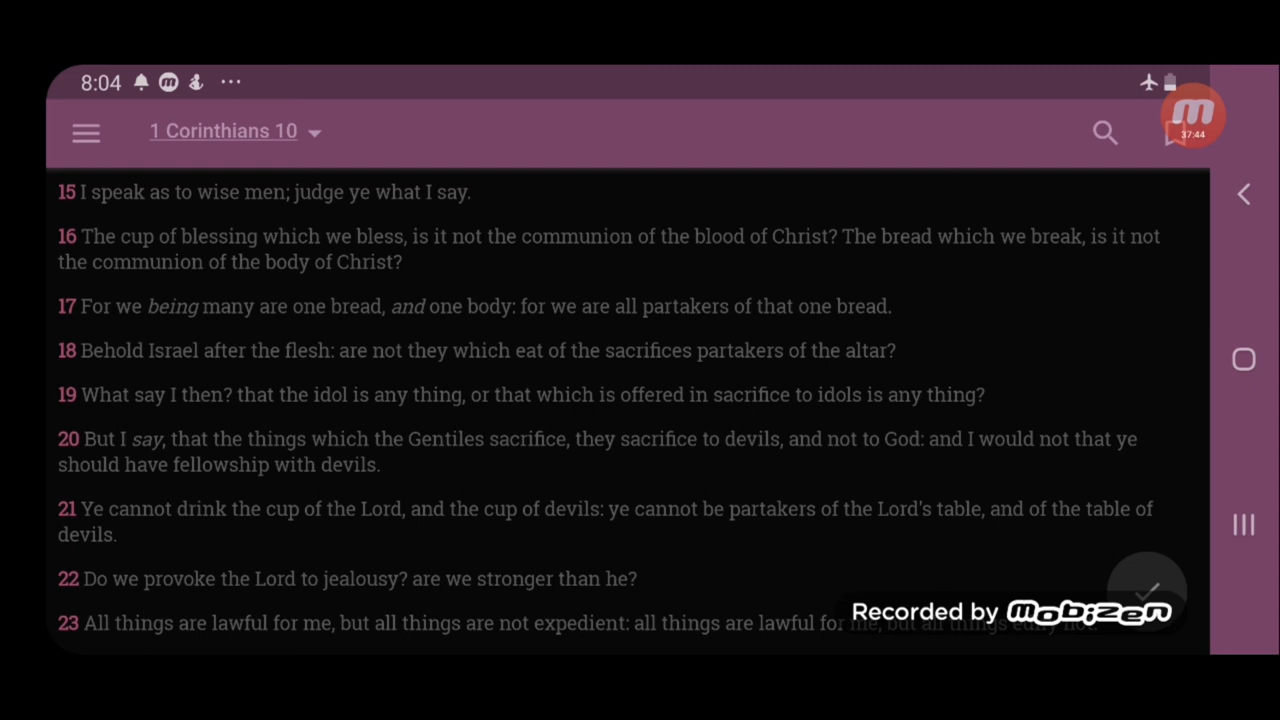 8:04
37:44
1 Corinthians 10
15 I speak as to wise men; judge ye what I say.
16 The cup of blessing which we bless, is it not the communion of the blood of Christ? The bread which we break, is it not
the communion of the body of Christ?
17 For we being many are one bread, and one body: for we are all partakers of that one bread.
18 Behold Israel after the flesh: are not they which eat of the sacrifices partakers of the altar?
19 What say I then? that the idol is any thing, or that which is offered in sacrifice to idols is any thing?
20 But I say, that the things which the Gentiles sacrifice, they sacrifice to devils, and not to God: and I would not that ye
should have fellowship with devils.
21 Ye cannot drink the cup of the Lord, and the cup of devils: ye cannot be partakers of the Lord's table, and of the table of
devils.
22 Do we provoke the Lord to jealousy? are we stronger than he?
23 All things are lawful for me, but all things are not expedient: all things are lawful for me, but all things edify not.
Recorded by mobizen